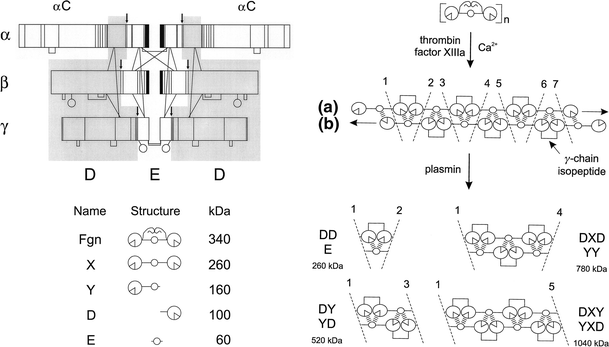 αC αC
α
β
γ
D E D
Name Structure kDa
Fgn 340
X 260
Y 160
D 100
E 60
[ ]n
thrombin
factor XIIIa
Ca2+
1 2 3 4 5 6 7
(a)
(b)
γ-chain
isopeptide
plasmin
1 2
DD
E
260 kDa
1 4
DXD
YY
780 kDa
1 3
DY
YD
520 kDa
1 5
DXY
YXD
1040 kDa